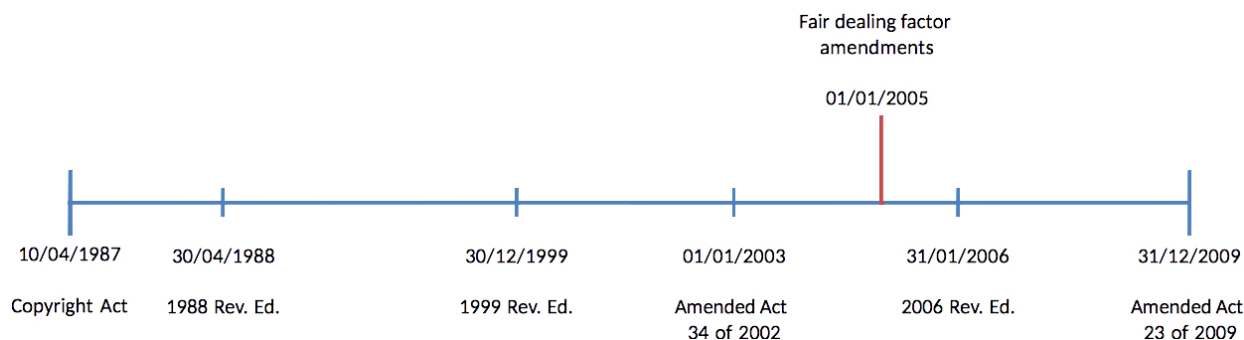 Fair dealing factor
amendments
01/01/2005
10/04/1987
30/04/1988
30/12/1999
01/01/2003
31/01/2006
31/12/2009
Copyright Act
1988 Rev. Ed.
1999 Rev. Ed.
Amended Act
34 of 2002
2006 Rev. Ed.
Amended Act
23 of 2009